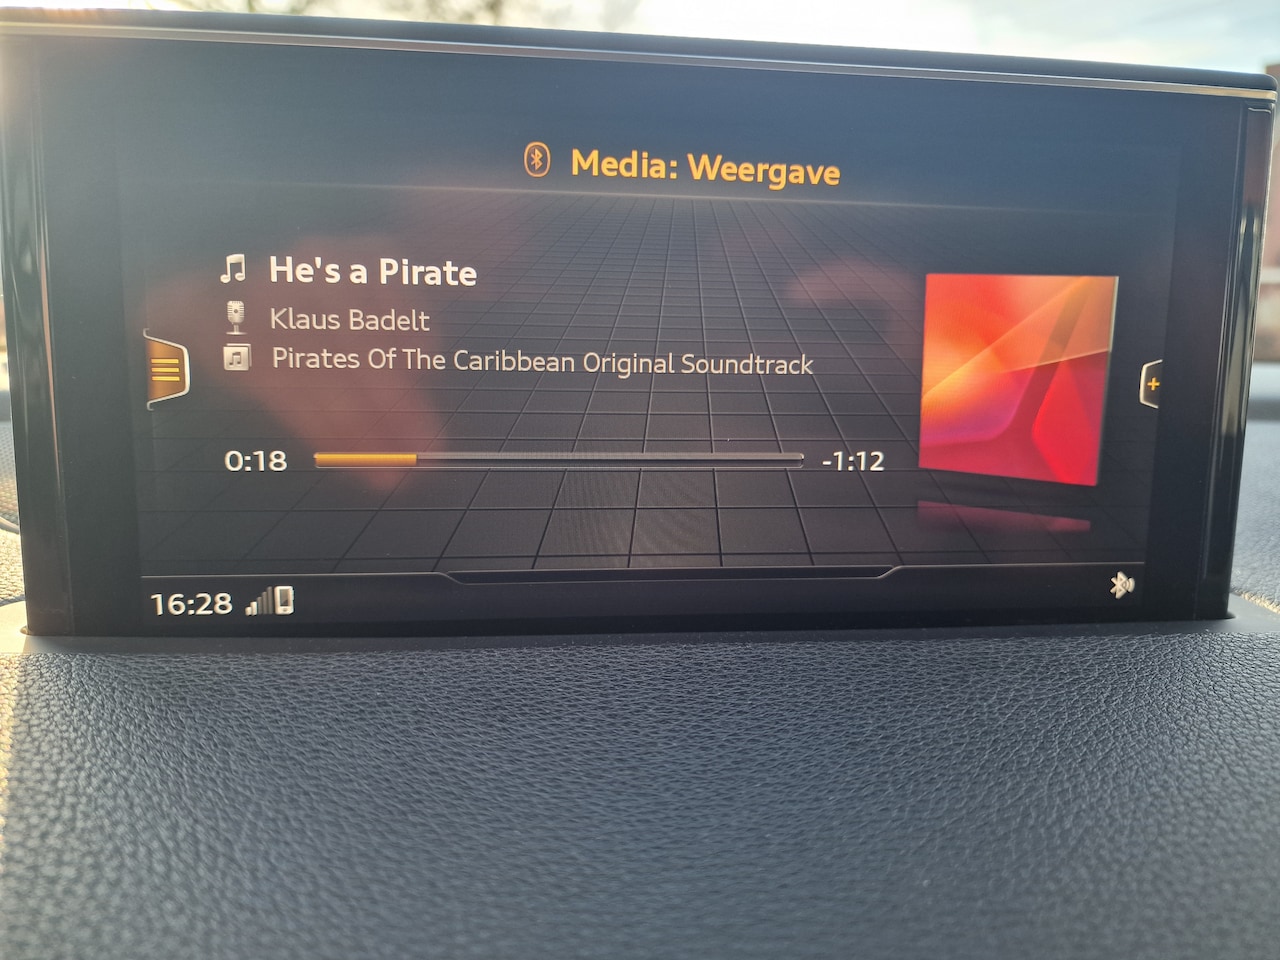 Media: Weergave
He's a Pirate
Klaus Badelt
Pirates Of The Caribbean Original Soundtrack
0:18 -1:12
16:28